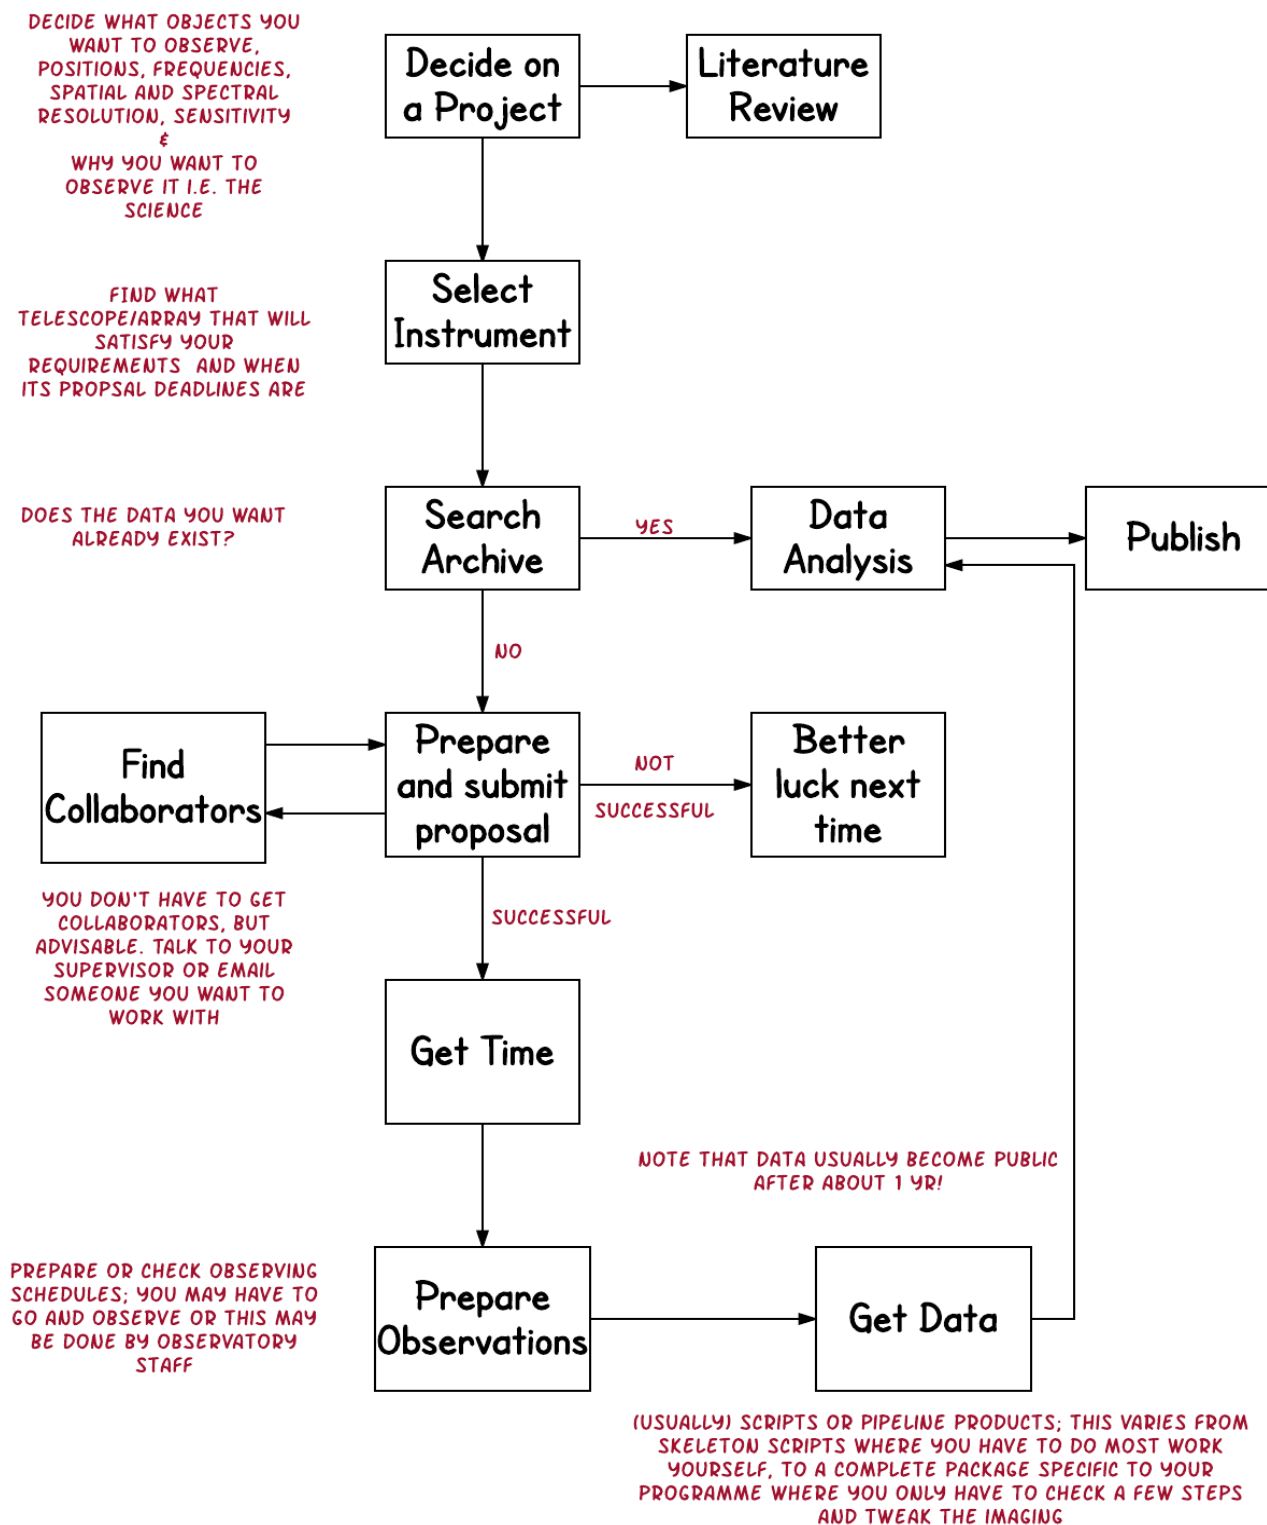 DECIDE WHAT OBJECTS YOU
WANT TO OBSERVE,
POSITIONS, FREQUENCIES,
SPATIAL AND SPECTRAL
RESOLUTION, SENSITIVITY
&
WHY YOU WANT TO
OBSERVE IT I.E. THE
SCIENCE
Decide on
a Project
Literature
Review
FIND WHAT
TELESCOPE/ARRAY THAT WILL
SATISFY YOUR
REQUIREMENTS AND WHEN
ITS PROPSAL DEADLINES ARE
Select
Instrument
DOES THE DATA YOU WANT
ALREADY EXIST?
Search
Archive
YES
Data
Analysis
Publish
NO
Find
Collaborators
Prepare
and submit
proposal
NOT
SUCCESSFUL
Better
luck next
time
YOU DON'T HAVE TO GET
COLLABORATORS, BUT
ADVISABLE. TALK TO YOUR
SUPERVISOR OR EMAIL
SOMEONE YOU WANT TO
WORK WITH
SUCCESSFUL
Get Time
NOTE THAT DATA USUALLY BECOME PUBLIC
AFTER ABOUT 1 YR!
PREPARE OR CHECK OBSERVING
SCHEDULES; YOU MAY HAVE TO
GO AND OBSERVE OR THIS MAY
BE DONE BY OBSERVATORY
STAFF
Prepare
Observations
Get Data
(USUALLY) SCRIPTS OR PIPELINE PRODUCTS; THIS VARIES FROM
SKELETON SCRIPTS WHERE YOU HAVE TO DO MOST WORK
YOURSELF, TO A COMPLETE PACKAGE SPECIFIC TO YOUR
PROGRAMME WHERE YOU ONLY HAVE TO CHECK A FEW STEPS
AND TWEAK THE IMAGING